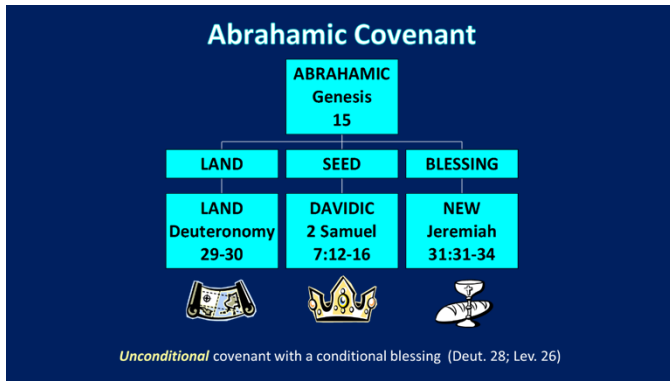 Abrahamic Covenant
ABRAHAMIC
Genesis
15
LAND
SEED
BLESSING
LAND
Deuteronomy
29-30
DAVIDIC
2 Samuel
7:12-16
NEW
Jeremiah
31:31-34
Unconditional covenant with a conditional blessing (Deut. 28; Lev. 26)